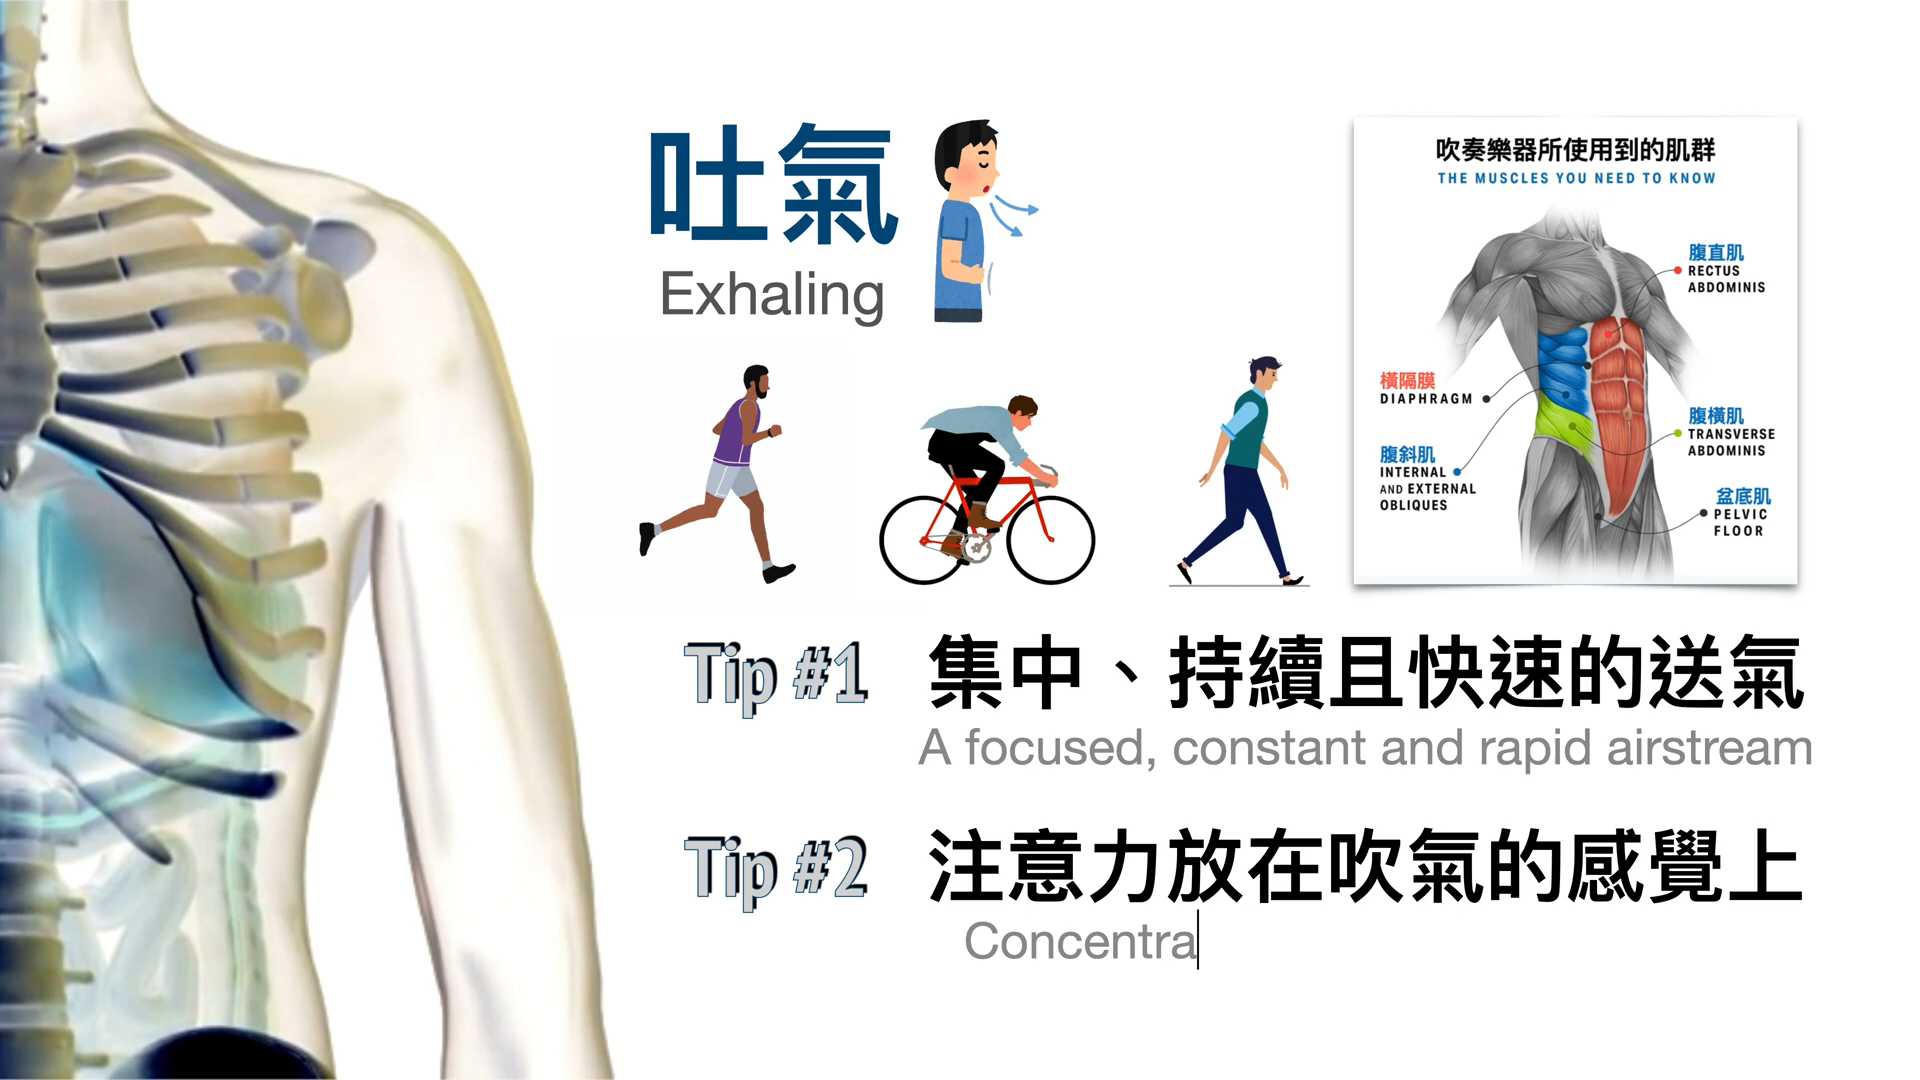 吐氣
Exhaling
吹奏樂器所使用到的肌群
THE MUSCLES YOU NEED TO KNOW
腹直肌
RECTUS
ABDOMINIS
橫隔膜
DIAPHRAGM
腹橫肌
TRANSVERSE
ABDOMINIS
腹斜肌
INTERNAL
AND EXTERNAL
OBLIQUES
盆底肌
PELVIC
FLOOR
Tip #1 集中、持續且快速的送氣
A focused, constant and rapid airstream
Tip #2 注意力放在吹氣的感覺上
Concentra